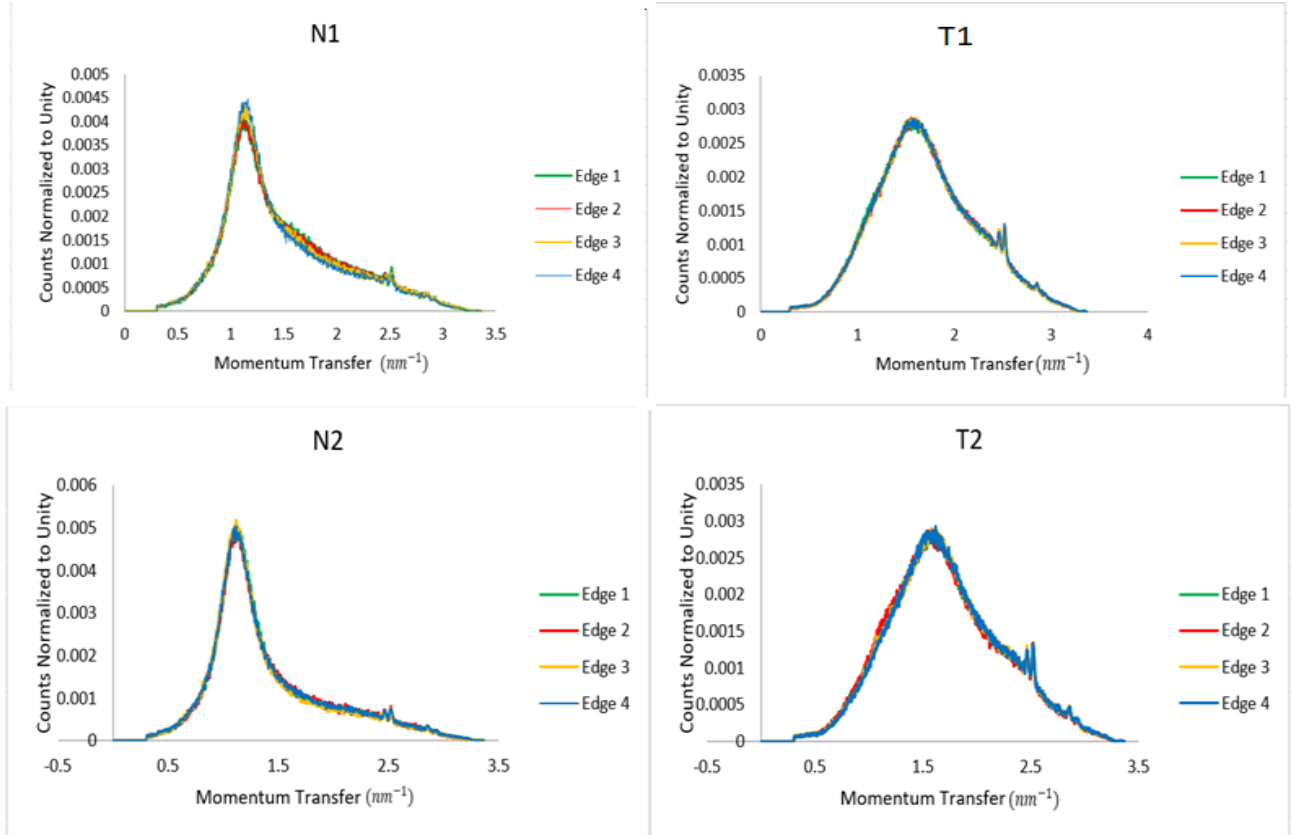 N1
Counts Normalized to Unity
0.005
0.0045
0.004
0.0035
0.003
0.0025
0.002
0.0015
0.001
0.0005
0
0 0.5 1 1.5 2 2.5 3 3.5
Momentum Transfer (nm⁻¹)
Edge 1
Edge 2
Edge 3
Edge 4
T1
Counts Normalized to Unity
0.0035
0.003
0.0025
0.002
0.0015
0.001
0.0005
0
0 1 2 3 4
Momentum Transfer(nm⁻¹)
Edge 1
Edge 2
Edge 3
Edge 4
N2
Counts Normalized to Unity
0.006
0.005
0.004
0.003
0.002
0.001
0
-0.5 0.5 1.5 2.5 3.5
Momentum Transfer (nm⁻¹)
Edge 1
Edge 2
Edge 3
Edge 4
T2
Counts Normalized to Unity
0.0035
0.003
0.0025
0.002
0.0015
0.001
0.0005
0
-0.5 0.5 1.5 2.5 3.5
Momentum Transfer (nm⁻¹)
Edge 1
Edge 2
Edge 3
Edge 4